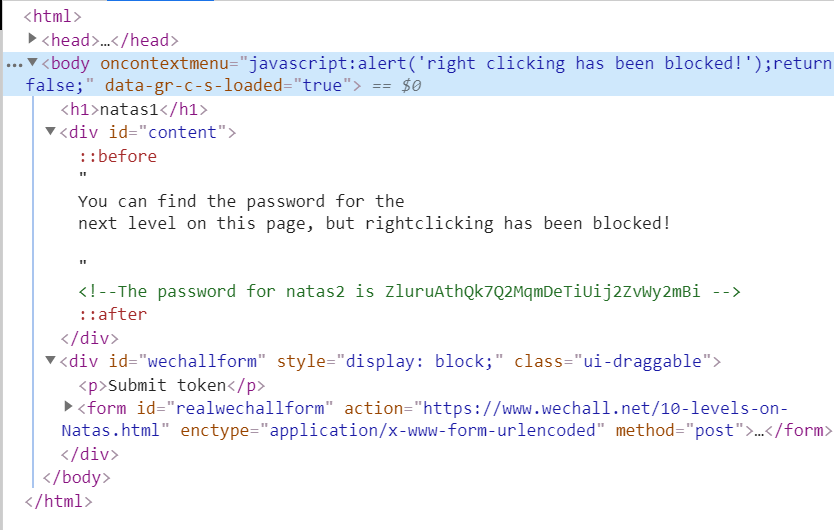 <html>
<head>…</head>
…<body oncontextmenu="javascript:alert('right clicking has been blocked!');return
false;" data-gr-c-s-loaded="true"> == $0
<h1>natas1</h1>
<div id="content">
::before
"
You can find the password for the
next level on this page, but rightclicking has been blocked!
"
<!--The password for natas2 is ZluruAthQk7Q2MqmDeTiUij2ZvWy2mBi -->
::after
</div>
<div id="wechallform" style="display: block;" class="ui-draggable">
<p>Submit token</p>
<form id="realwechallform" action="https://www.wechall.net/10-levels-on-
Natas.html" enctype="application/x-www-form-urlencoded" method="post">…</form>
</div>
</body>
</html>